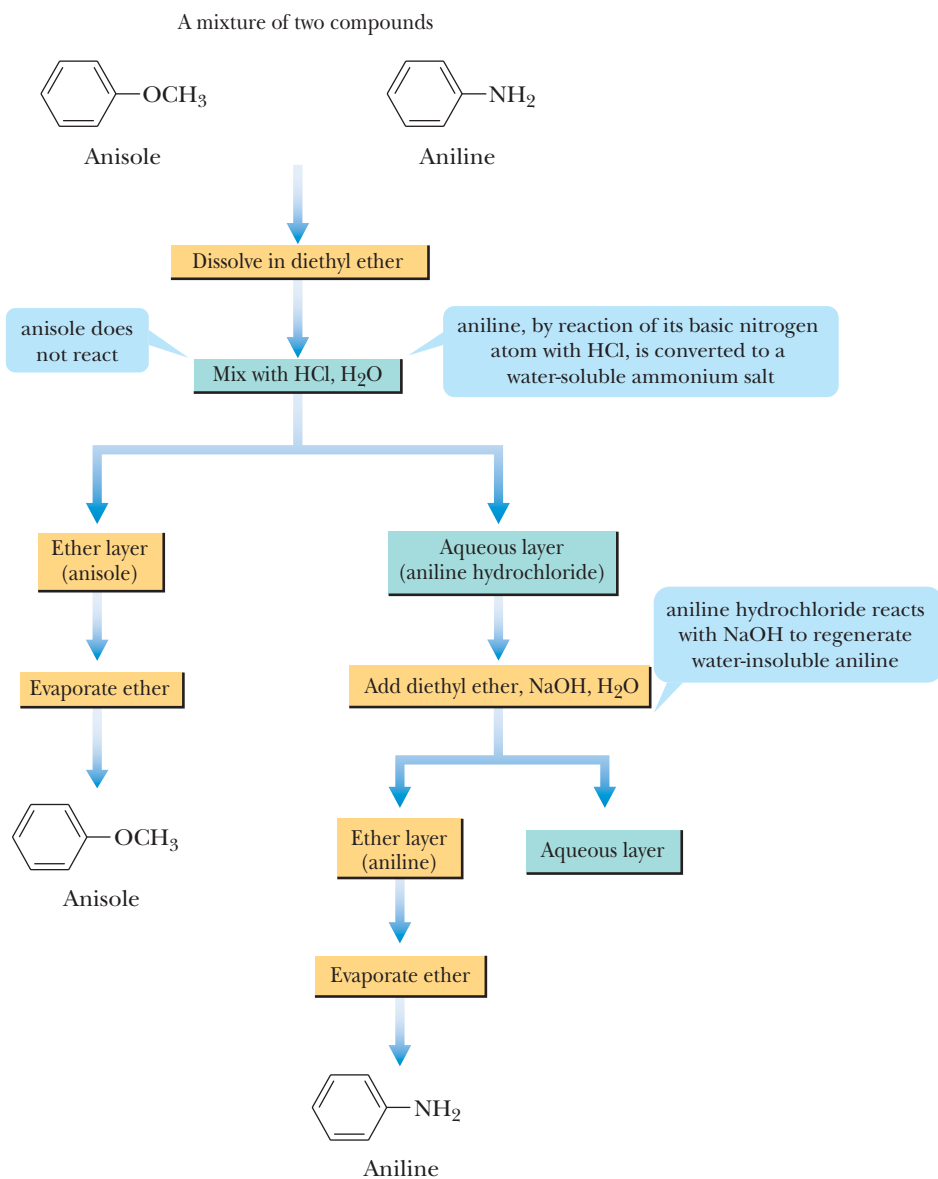 A mixture of two compounds
OCH3
NH2
Anisole
Aniline
Dissolve in diethyl ether
anisole does
not react
aniline, by reaction of its basic nitrogen
atom with HCl, is converted to a
water-soluble ammonium salt
Mix with HCl, H2O
Ether layer
(anisole)
Aqueous layer
(aniline hydrochloride)
aniline hydrochloride reacts
with NaOH to regenerate
water-insoluble aniline
Evaporate ether
Add diethyl ether, NaOH, H2O
OCH3
Anisole
Ether layer
(aniline)
Aqueous layer
Evaporate ether
NH2
Aniline